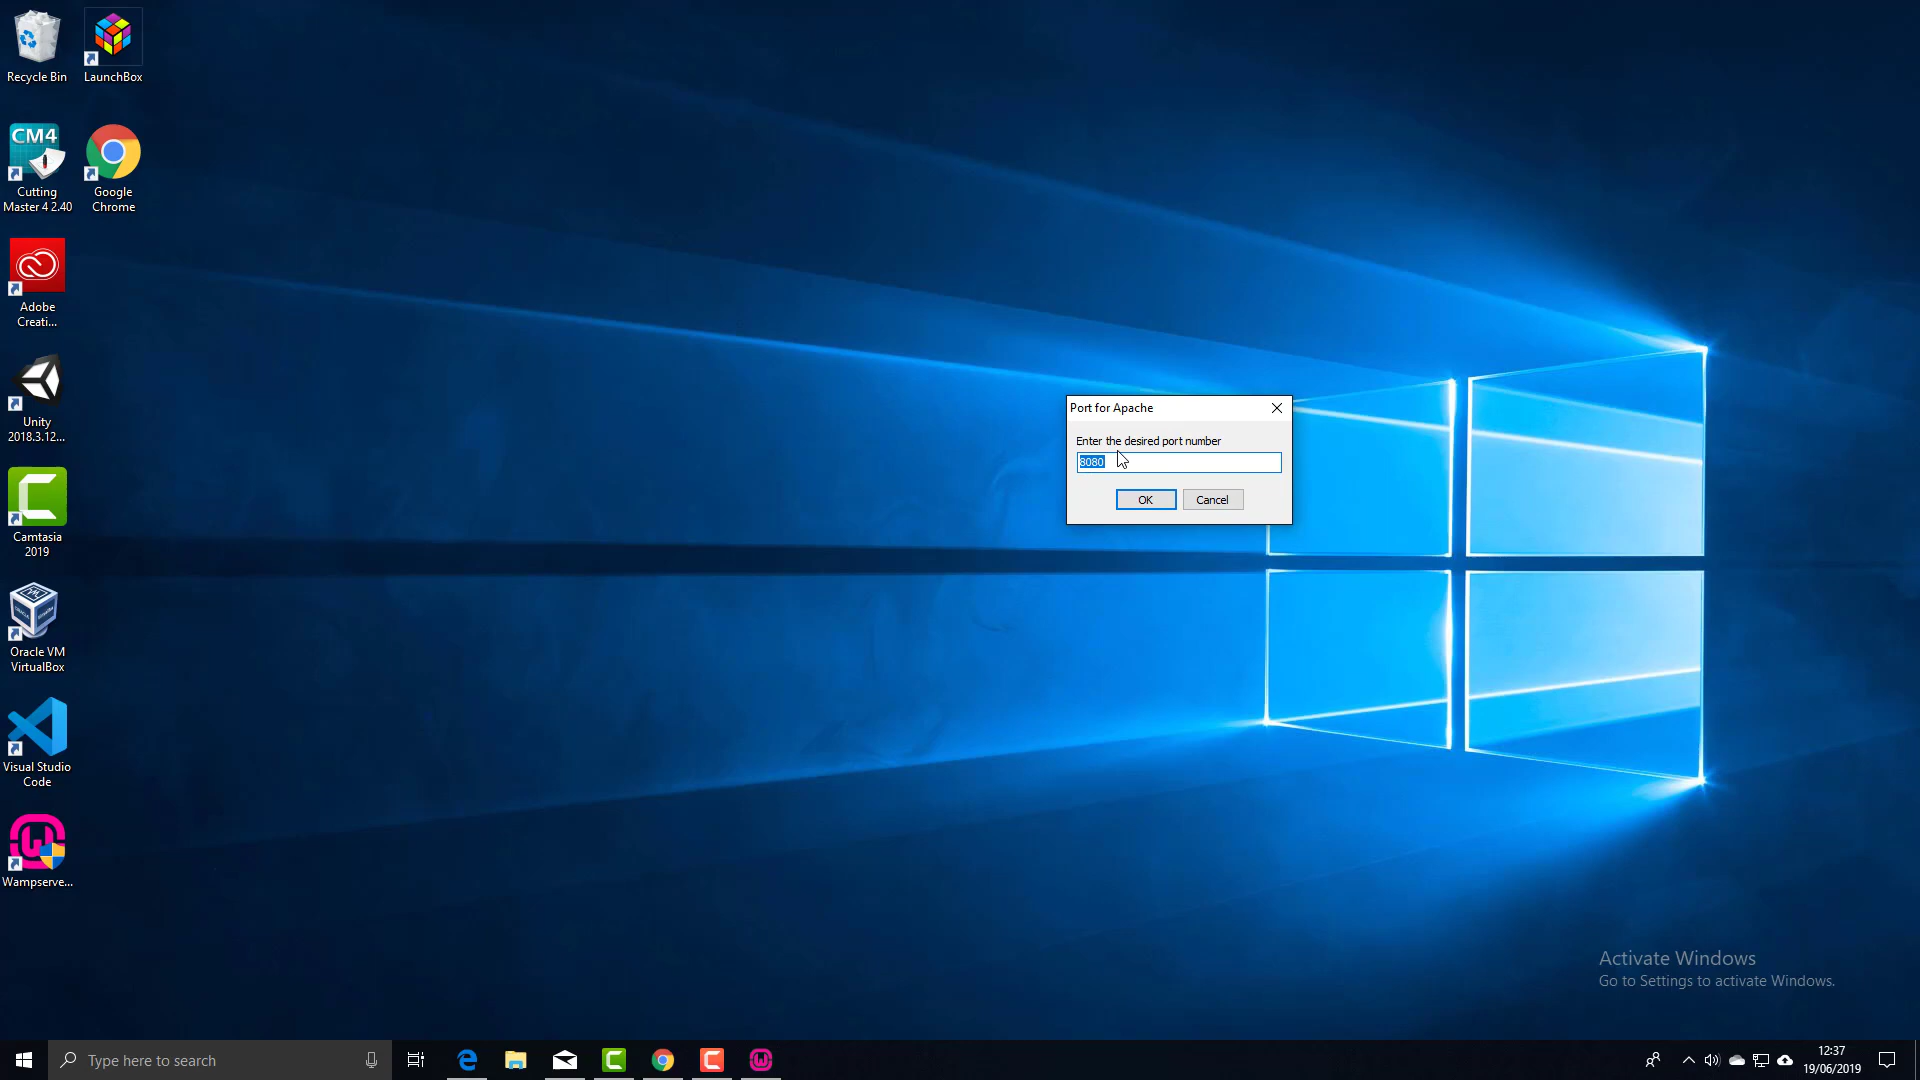 Recycle Bin
LaunchBox
CM4
Cutting
Master 4 2.40
Google
Chrome
Adobe
Creati...
Unity
2018.3.12...
Camtasia
2019
Oracle VM
VirtualBox
Visual Studio
Code
Wampserve...
Port for Apache
Enter the desired port number
8080
OK
Cancel
Activate Windows
Go to Settings to activate Windows.
Type here to search
12:37
19/06/2019